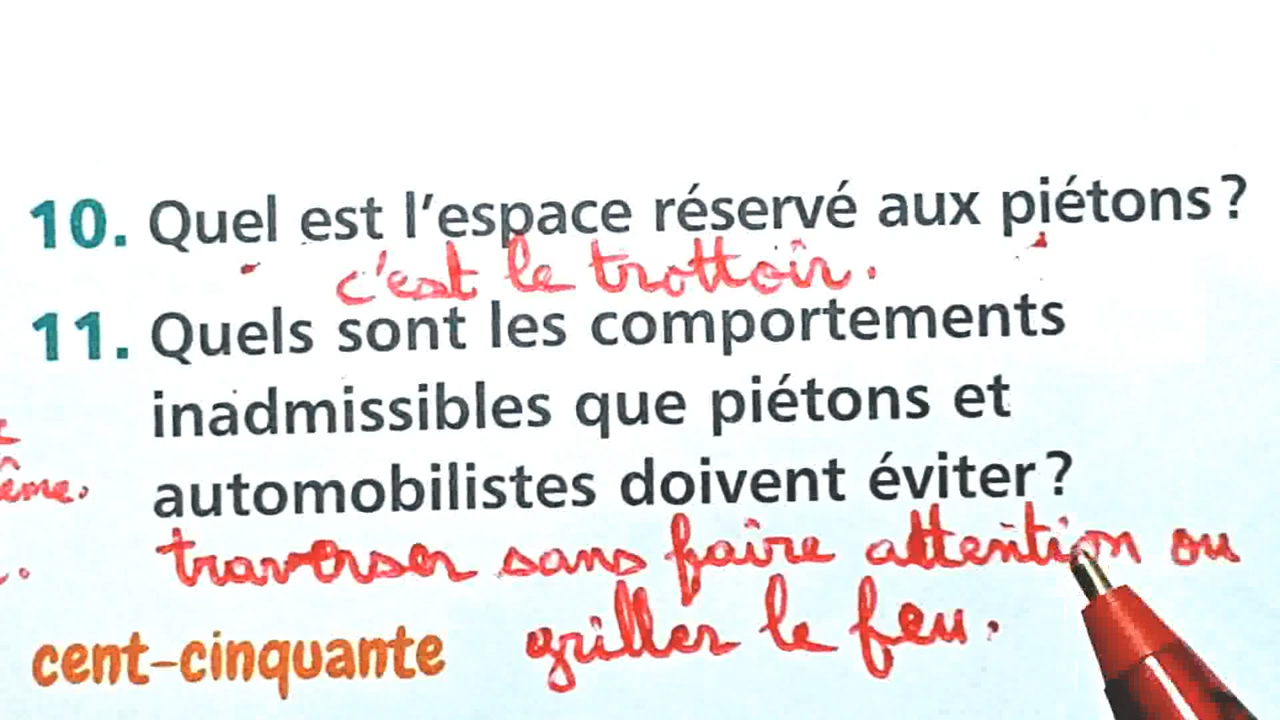 10. Quel est l'espace réservé aux piétons ?
c'est le trottoir.
11. Quels sont les comportements
inadmissibles que piétons et
automobilistes doivent éviter ?
ême.
traverser sans faire attention ou
griller le feu.
cent-cinquante